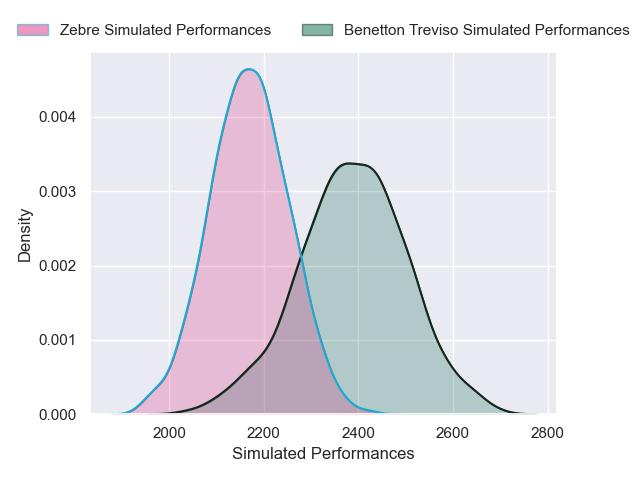 Zebre Simulated Performances
Benetton Treviso Simulated Performances
0.004
0.003
0.002
0.001
0.000
Density
2000
2200
2400
2600
2800
Simulated Performances